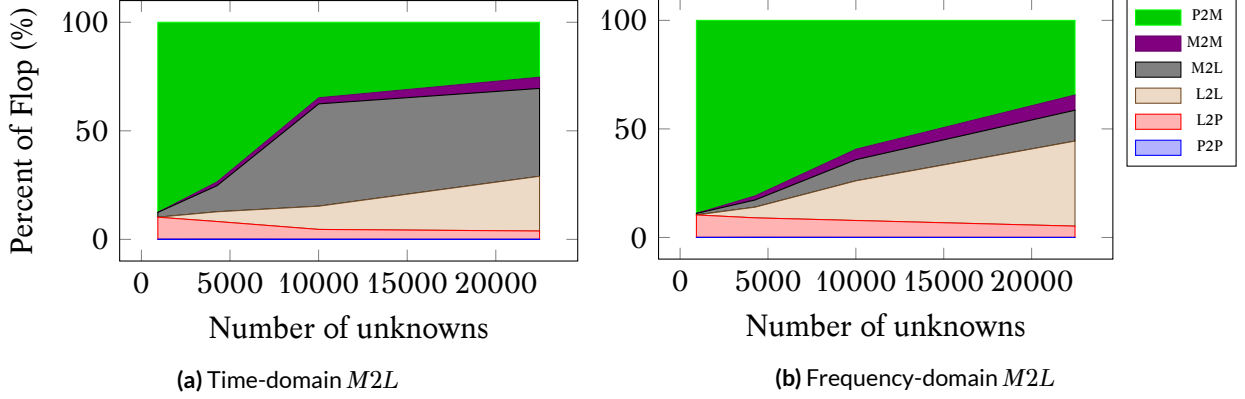 Percent of Flop (%)
100
50
0
0 5000 10000 15000 20000
Number of unknowns
(a) Time-domain M2L
100
50
0
0 5000 10000 15000 20000
Number of unknowns
(b) Frequency-domain M2L
P2M
M2M
M2L
L2L
L2P
P2P